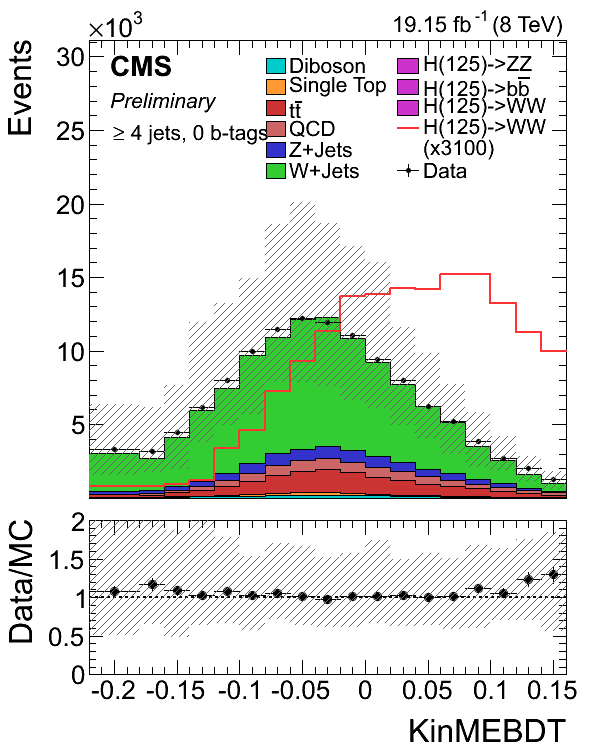 ×10³
19.15 fb⁻¹ (8 TeV)
Events
30
25
20
15
10
5
CMS
Preliminary
≥ 4 jets, 0 b-tags
Diboson
Single Top
tt̅
QCD
Z+Jets
W+Jets
H(125)->ZZ
H(125)->bb̅
H(125)->WW
H(125)->WW
(x3100)
Data
Data/MC
2
1.5
1
0.5
0
-0.2 -0.15 -0.1 -0.05 0 0.05 0.1 0.15
KinMEBDT